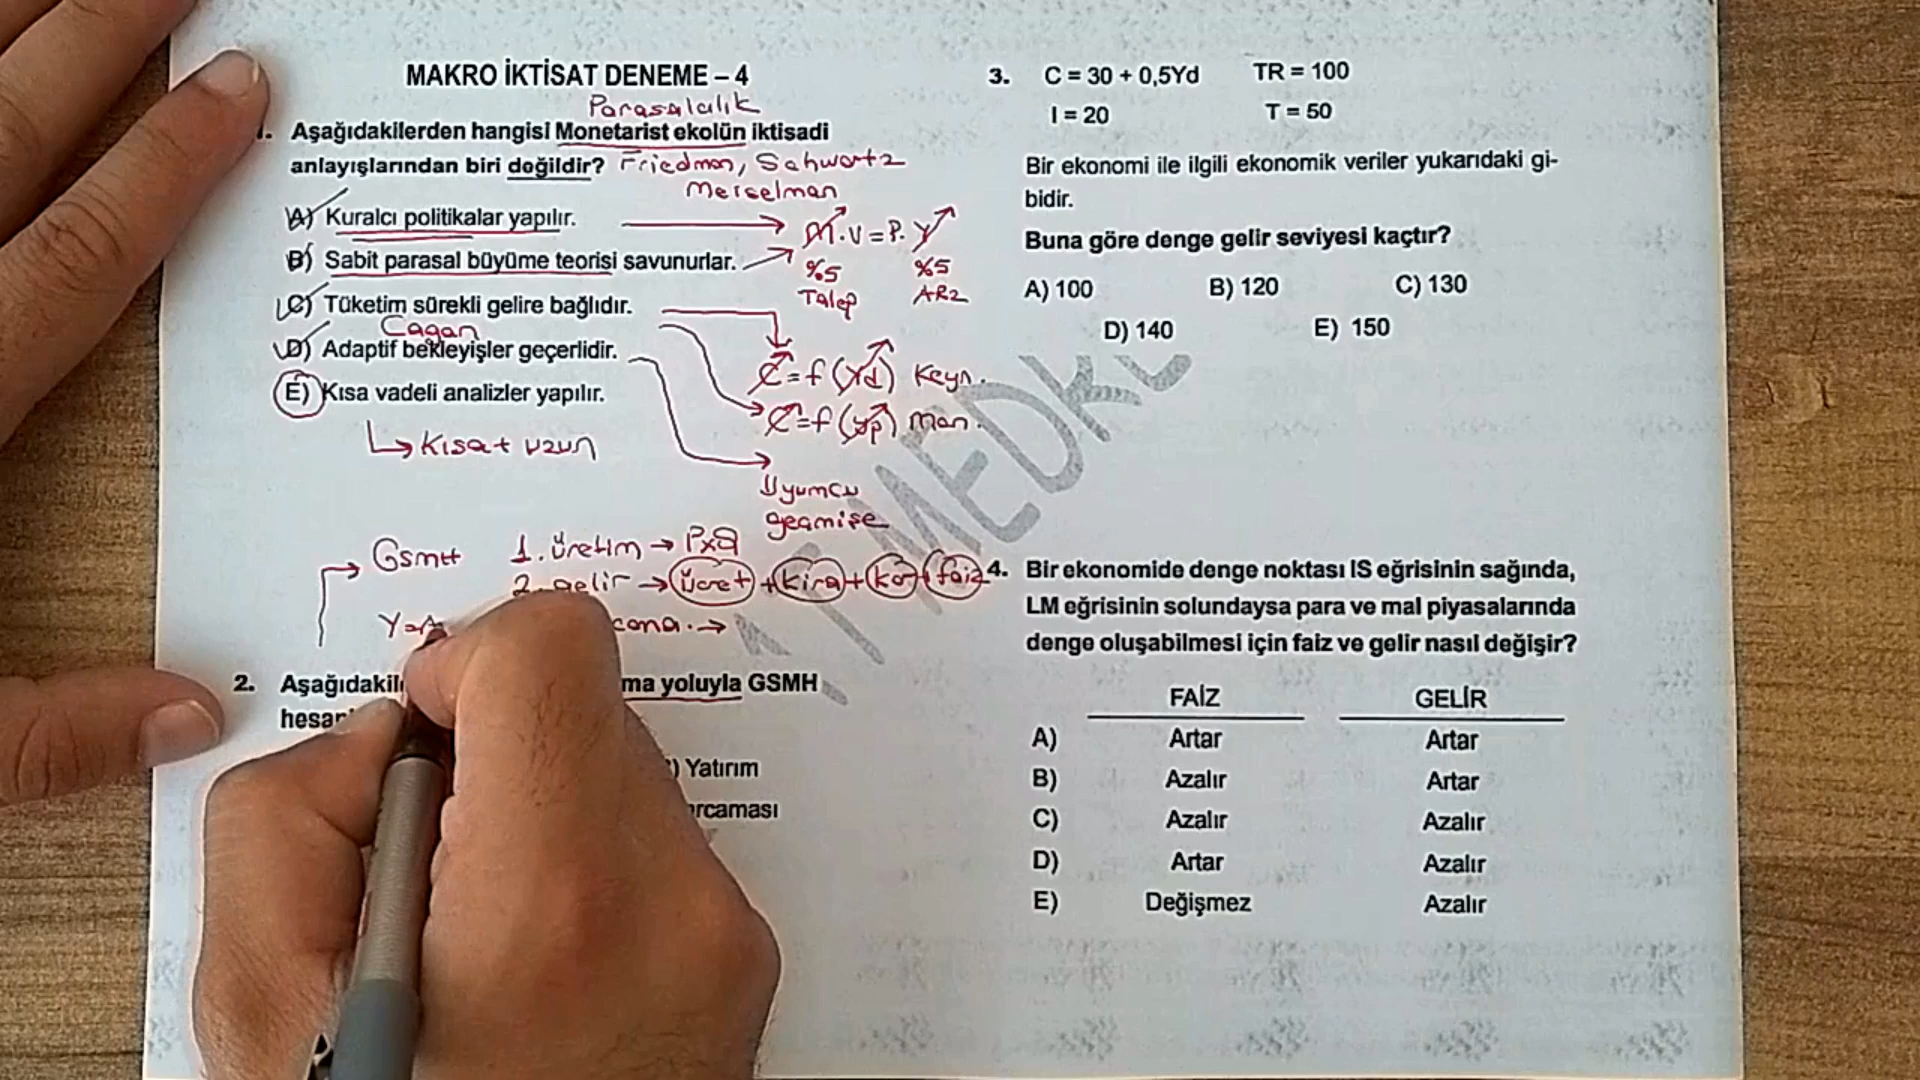 MAKRO İKTİSAT DENEME – 4
Parasalcılık
1. Aşağıdakilerden hangisi Monetarist ekolün iktisadi
anlayışlarından biri değildir? Friedman, Schwartz
Meiselman
A) Kuralcı politikalar yapılır.
M.V=P.Y
B) Sabit parasal büyüme teorisi savunurlar.
%5 %5
Talep ARZ
C) Tüketim sürekli gelire bağlıdır.
Cagan
D) Adaptif bekleyişler geçerlidir.
C=f(Yd) Keyn.
E) Kısa vadeli analizler yapılır.
C=f(yp) Mon.
Kısa+ uzun
Uyumcu
geçmişe
GSMH 1. üretim → PxQ
2. gelir → ücret + kira + kar + faiz
2. Aşağıdakil
ma yoluyla GSMH
hesap
) Yatırım
rcaması
3. C = 30 + 0,5Yd TR = 100
I = 20 T = 50
Bir ekonomi ile ilgili ekonomik veriler yukarıdaki gi-
bidir.
Buna göre denge gelir seviyesi kaçtır?
A) 100 B) 120 C) 130
D) 140 E) 150
4. Bir ekonomide denge noktası IS eğrisinin sağında,
LM eğrisinin solundaysa para ve mal piyasalarında
denge oluşabilmesi için faiz ve gelir nasıl değişir?
FAİZ GELİR
A) Artar Artar
B) Azalır Artar
C) Azalır Azalır
D) Artar Azalır
E) Değişmez Azalır